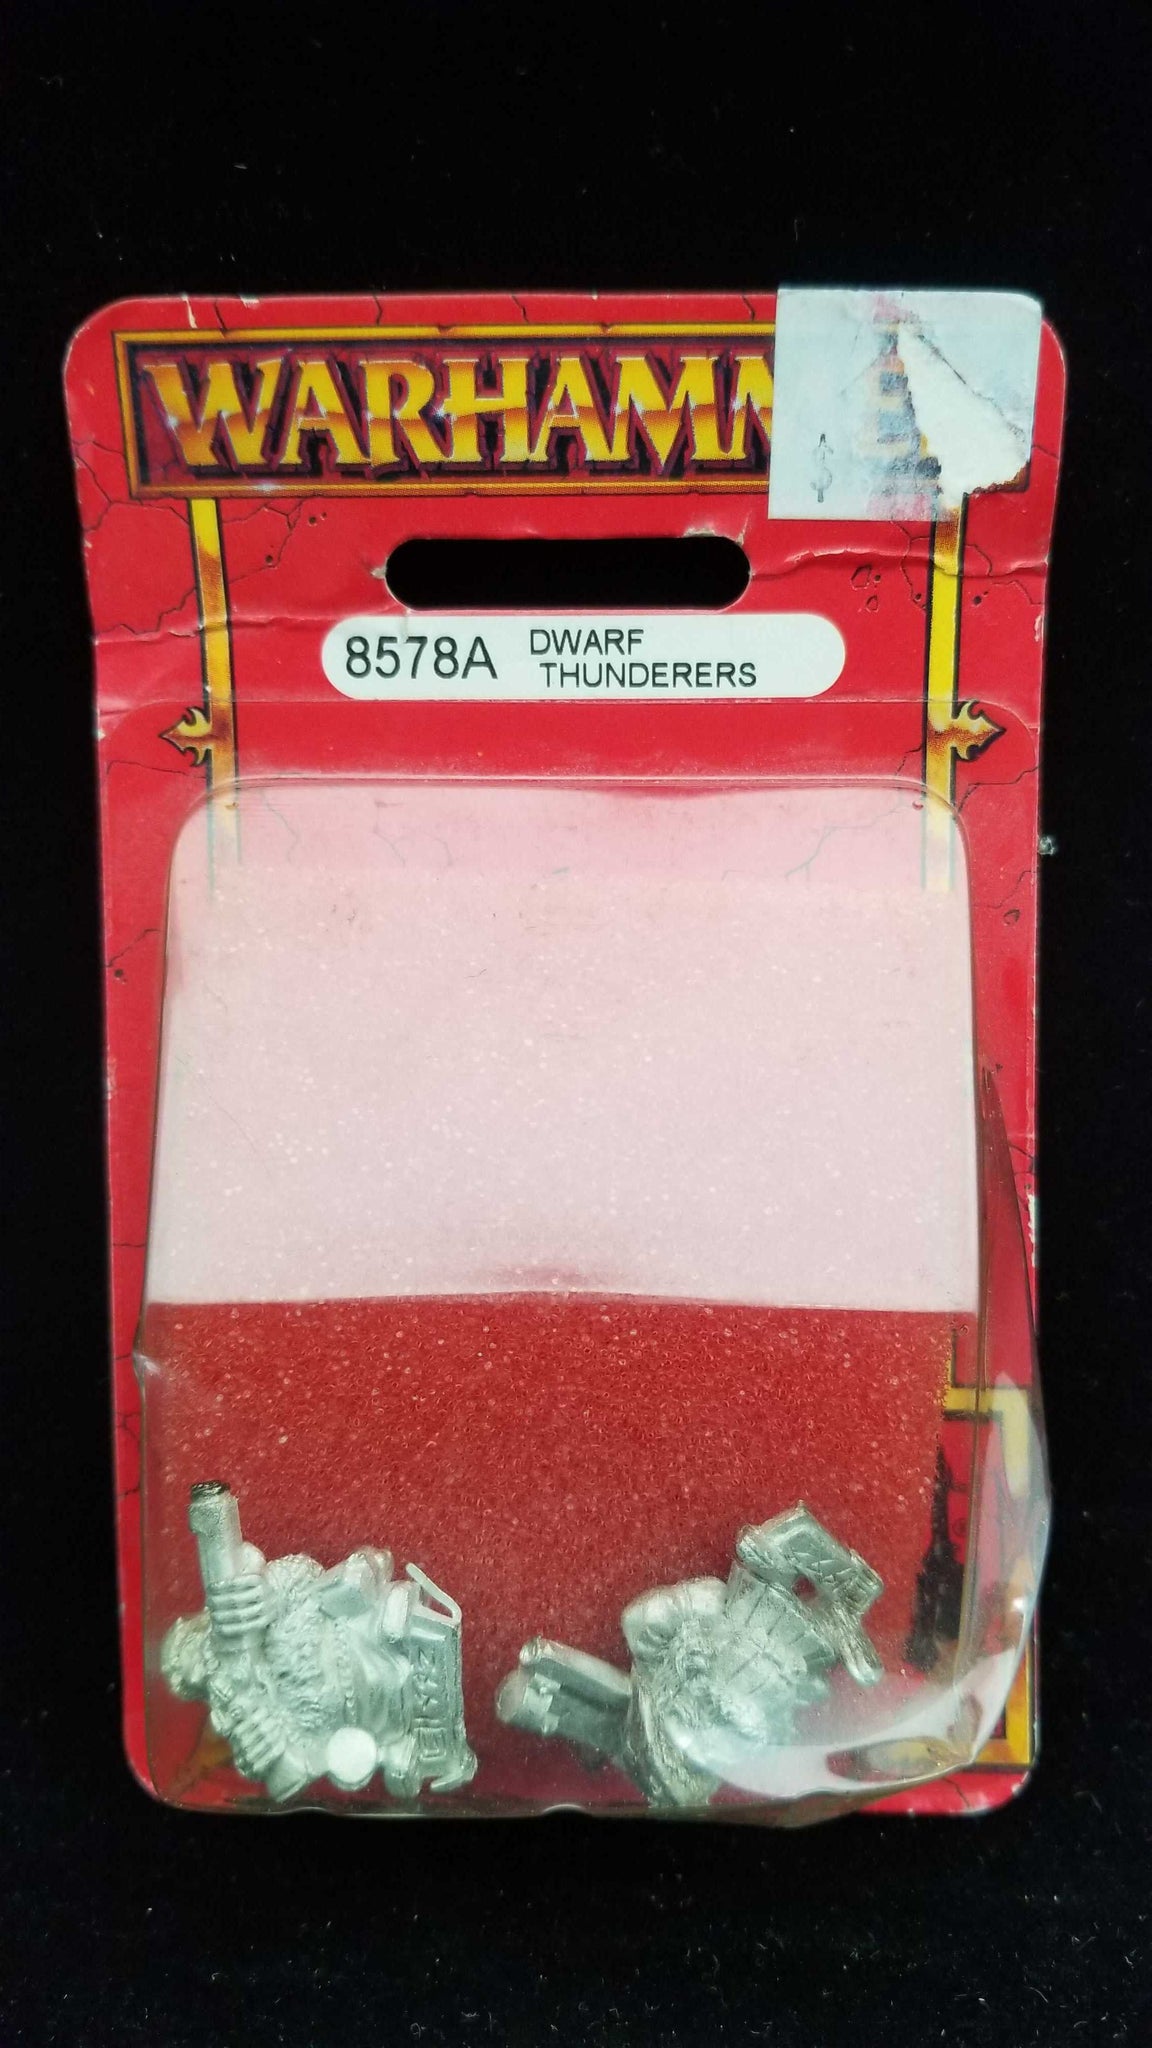 WARHAMM
$
8578A DWARF
THUNDERERS